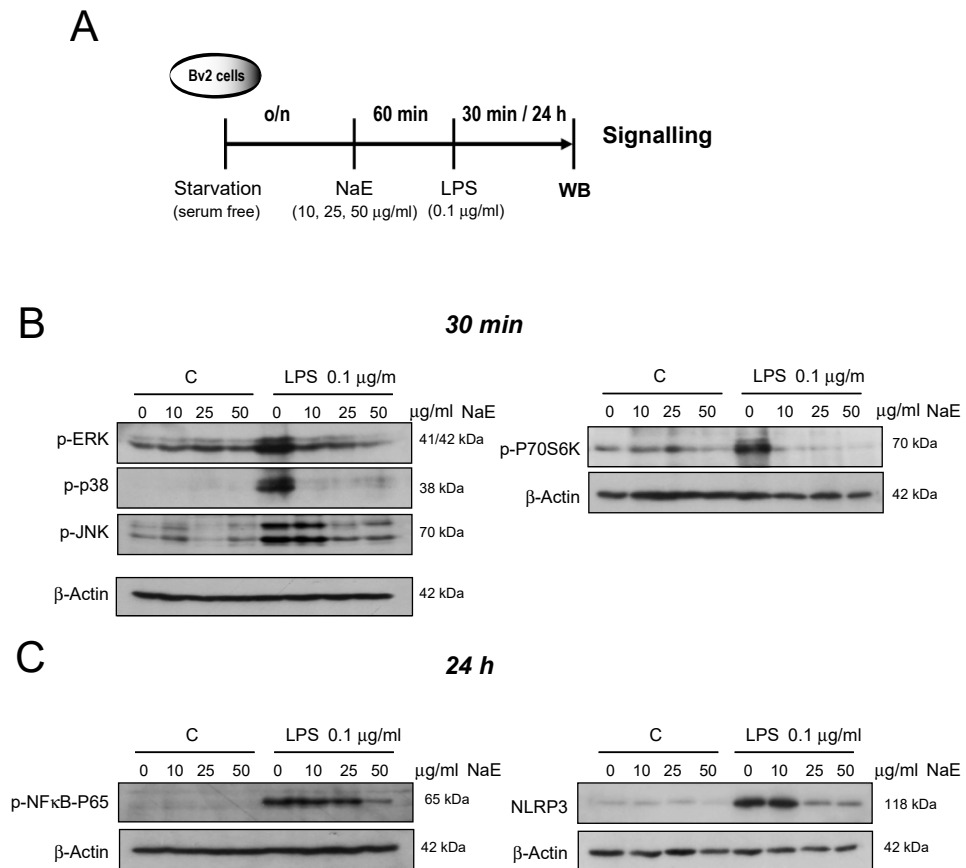 A
Bv2 cells
o/n 60 min 30 min / 24 h
Signalling
Starvation NaE LPS WB
(serum free) (10, 25, 50 µg/ml) (0.1 µg/ml)
B
30 min
C LPS 0.1 µg/m
0 10 25 50 0 10 25 50 µg/ml NaE
p-ERK 41/42 kDa
p-p38 38 kDa
p-JNK 70 kDa
β-Actin 42 kDa
C LPS 0.1 µg/m
0 10 25 50 0 10 25 50 µg/ml NaE
p-P70S6K 70 kDa
β-Actin 42 kDa
C
24 h
C LPS 0.1 µg/ml
0 10 25 50 0 10 25 50 µg/ml NaE
p-NFκB-P65 65 kDa
β-Actin 42 kDa
C LPS 0.1 µg/ml
0 10 25 50 0 10 25 50 µg/ml NaE
NLRP3 118 kDa
β-Actin 42 kDa